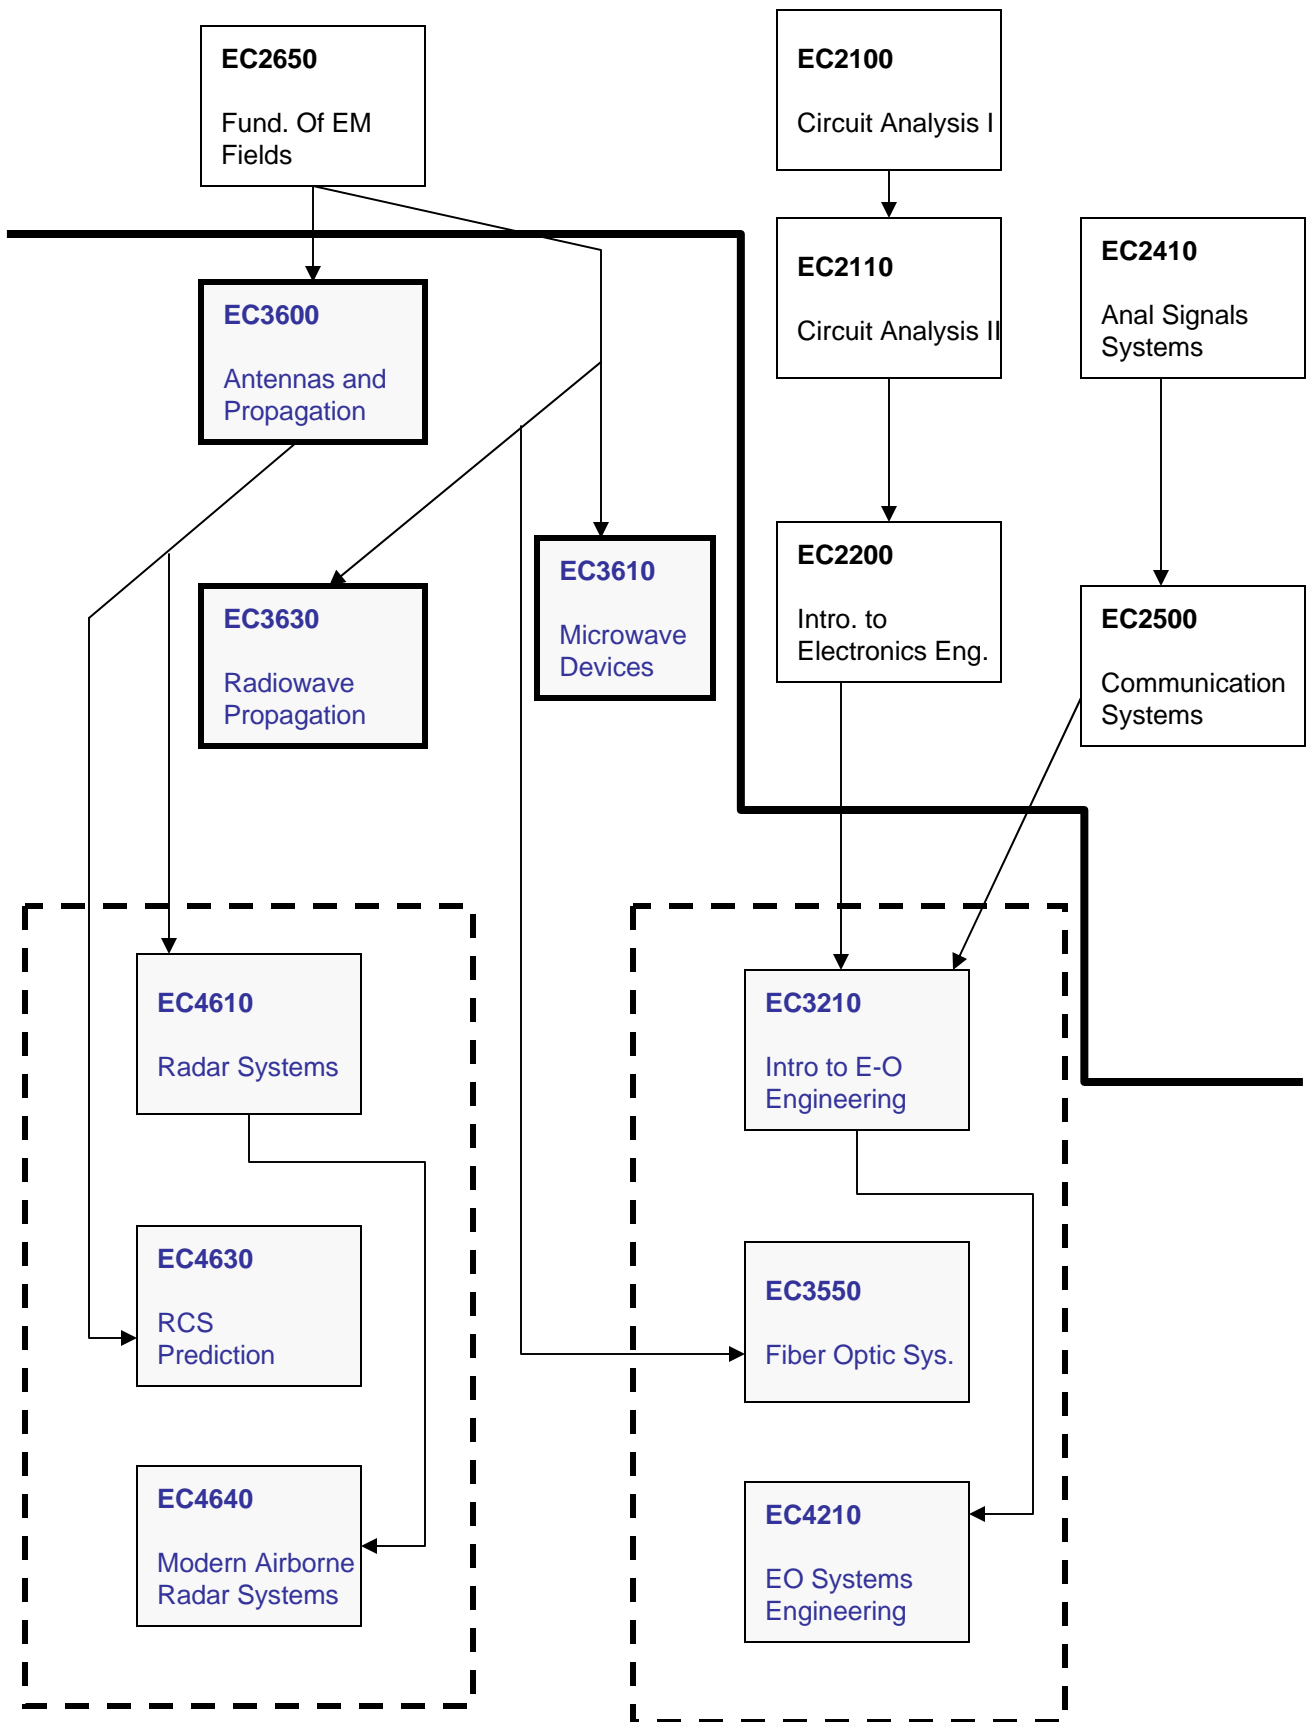 EC2650
Fund. Of EM
Fields
EC2100
Circuit Analysis I
EC2110
Circuit Analysis II
EC2410
Anal Signals
Systems
EC3600
Antennas and
Propagation
EC3630
Radiowave
Propagation
EC3610
Microwave
Devices
EC2200
Intro. to
Electronics Eng.
EC2500
Communication
Systems
EC4610
Radar Systems
EC4630
RCS
Prediction
EC4640
Modern Airborne
Radar Systems
EC3210
Intro to E-O
Engineering
EC3550
Fiber Optic Sys.
EC4210
EO Systems
Engineering